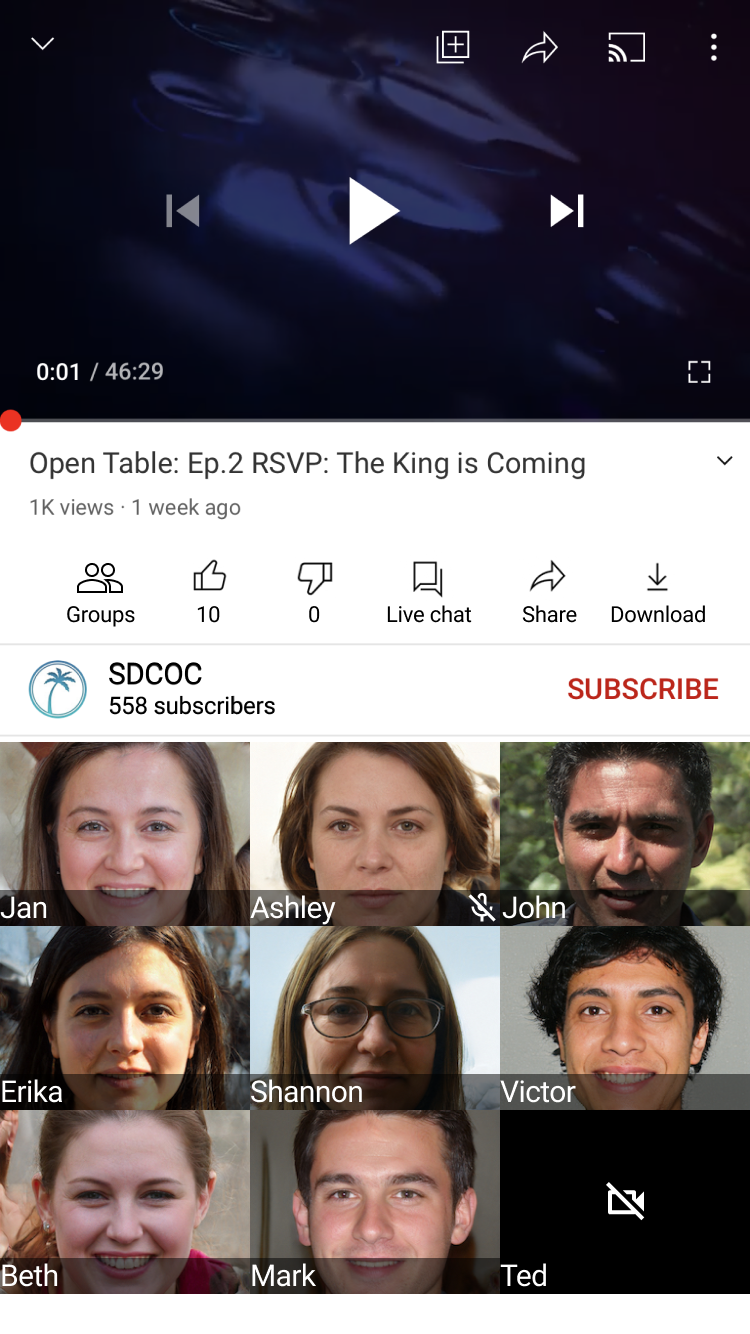 0:01 / 46:29
Open Table: Ep.2 RSVP: The King is Coming
1K views · 1 week ago
Groups 10 0 Live chat Share Download
SDCOC
558 subscribers
SUBSCRIBE
Jan Ashley John
Erika Shannon Victor
Beth Mark Ted